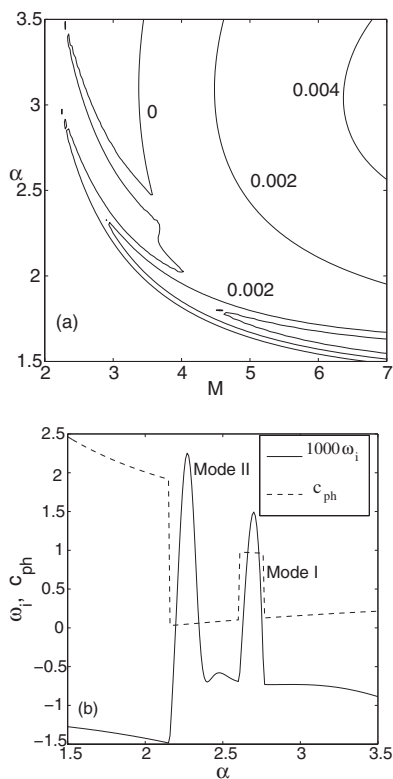 3.5
3
2.5
2
1.5
α
0
0.004
0.002
0.002
(a)
2 3 4 5 6 7
M
2.5
2
1.5
1
0.5
0
−0.5
−1
−1.5
ω_i, c_ph
Mode II
1000ω_i
c_ph
Mode I
(b)
1.5 2 2.5 3 3.5
α